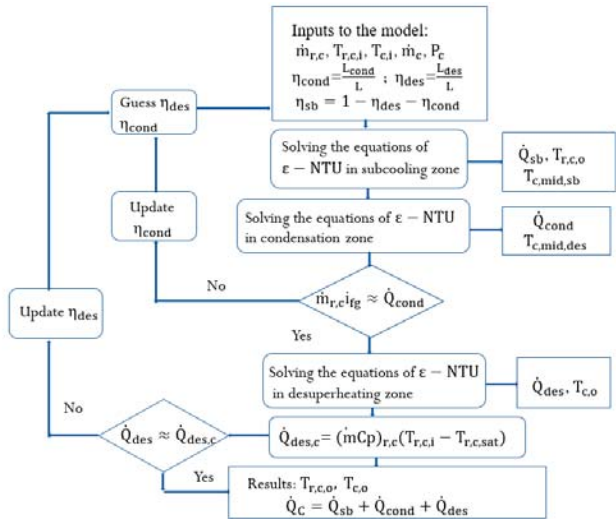 Inputs to the model:
ṁr,c, Tr,c,i, Tc,i, ṁc, Pc
ηcond=Lcond/L ; ηdes=Ldes/L
ηsb = 1 − ηdes − ηcond
Guess ηdes
ηcond
Solving the equations of
ε − NTU in subcooling zone
Q̇sb, Tr,c,o
Tc,mid,sb
Update
ηcond
Solving the equations of ε − NTU
in condensation zone
Q̇cond
Tc,mid,des
No
ṁr,cifg ≈ Q̇cond
Update ηdes
Yes
Solving the equations of ε − NTU
in desuperheating zone
Q̇des, Tc,o
No
Q̇des ≈ Q̇des,c
Q̇des,c= (ṁCp)r,c(Tr,c,i − Tr,c,sat)
Yes
Results: Tr,c,o, Tc,o
Q̇C = Q̇sb + Q̇cond + Q̇des